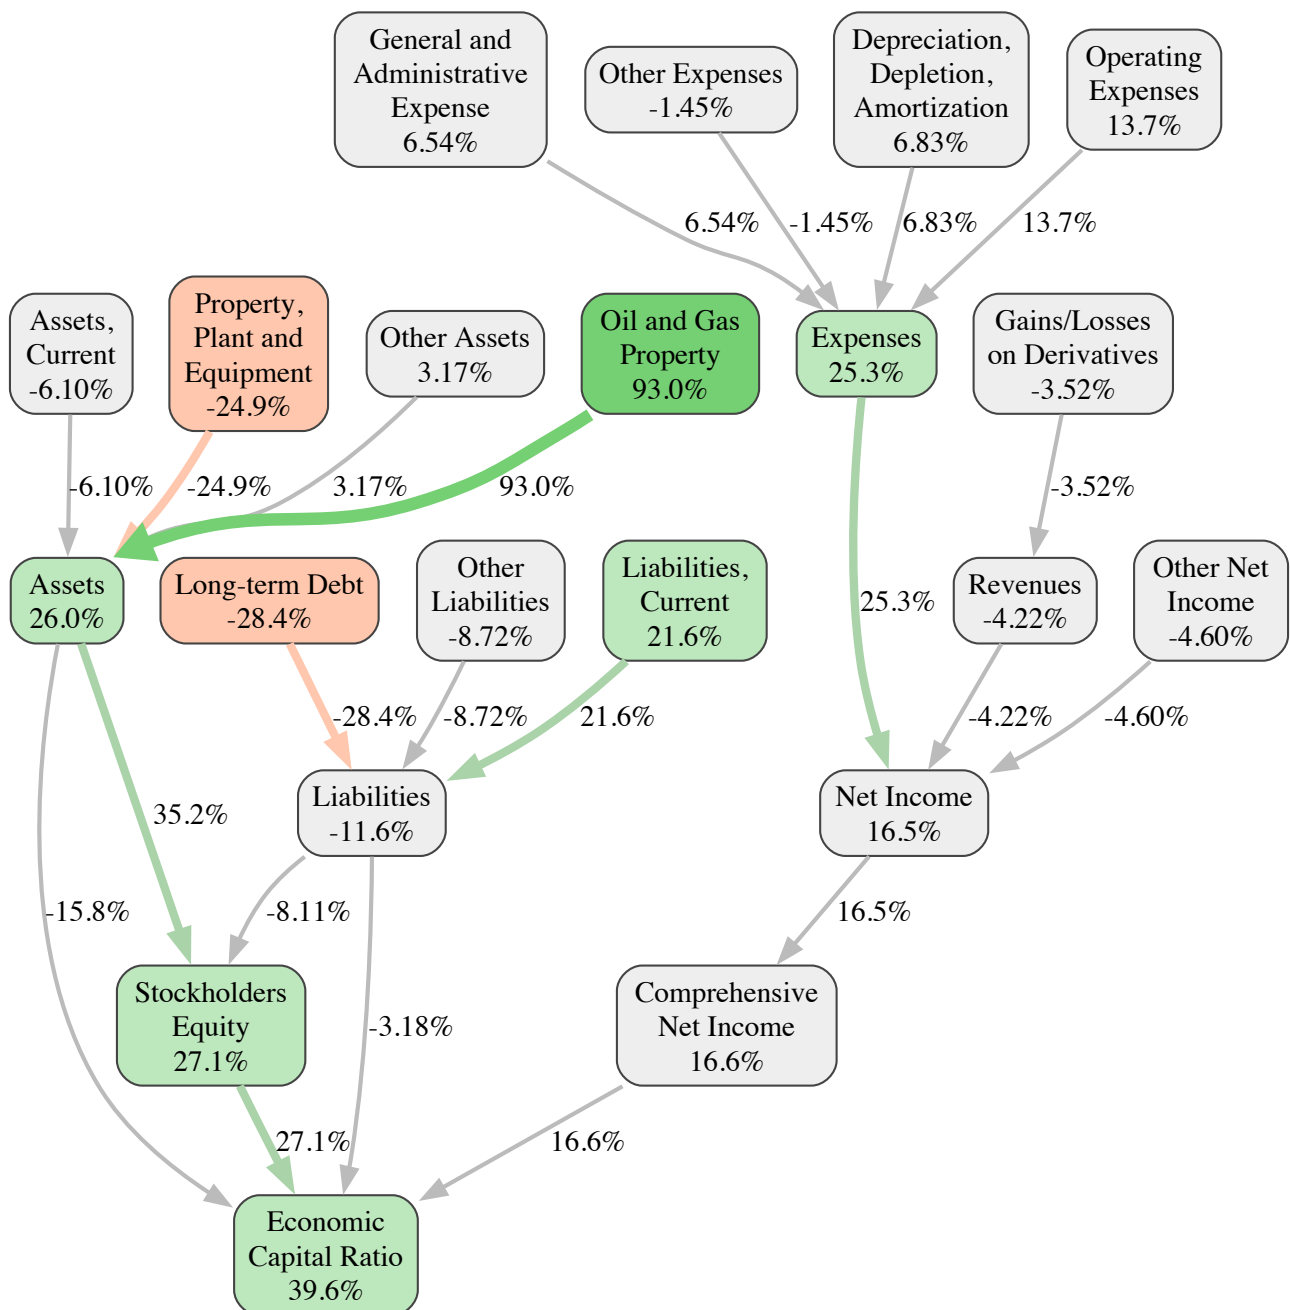 General and
Administrative
Expense
6.54%
Other Expenses
-1.45%
Depreciation,
Depletion,
Amortization
6.83%
Operating
Expenses
13.7%
6.54%
-1.45%
6.83%
13.7%
Assets,
Current
-6.10%
Property,
Plant and
Equipment
-24.9%
Other Assets
3.17%
Oil and Gas
Property
93.0%
Expenses
25.3%
Gains/Losses
on Derivatives
-3.52%
-6.10%
-24.9%
3.17%
93.0%
-3.52%
Assets
26.0%
Long-term Debt
-28.4%
Other
Liabilities
-8.72%
Liabilities,
Current
21.6%
25.3%
Revenues
-4.22%
Other Net
Income
-4.60%
-28.4%
-8.72%
21.6%
-4.22%
-4.60%
35.2%
Liabilities
-11.6%
Net Income
16.5%
-15.8%
-8.11%
16.5%
Stockholders
Equity
27.1%
-3.18%
Comprehensive
Net Income
16.6%
27.1%
16.6%
Economic
Capital Ratio
39.6%